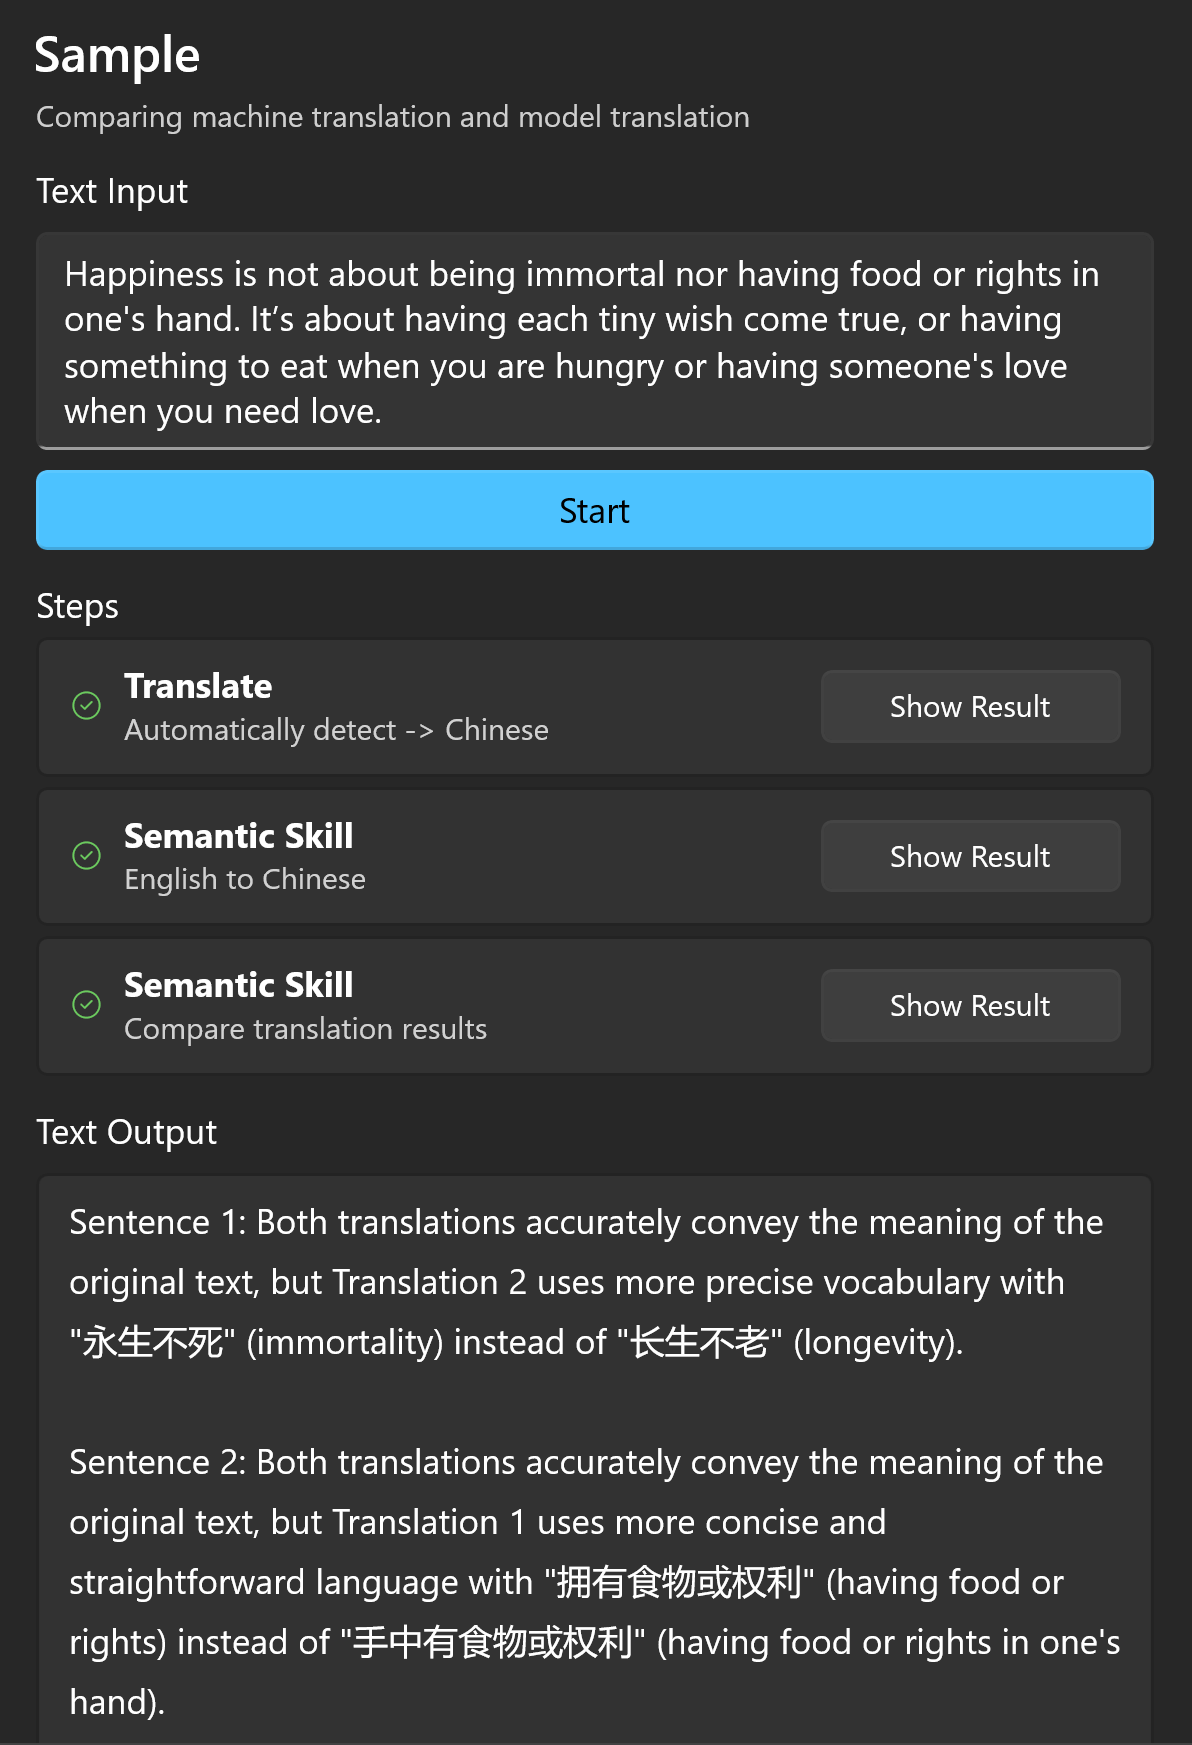 Sample
Comparing machine translation and model translation
Text Input
Happiness is not about being immortal nor having food or rights in
one's hand. It’s about having each tiny wish come true, or having
something to eat when you are hungry or having someone's love
when you need love.
Start
Steps
Translate
Automatically detect -> Chinese
Show Result
Semantic Skill
English to Chinese
Show Result
Semantic Skill
Compare translation results
Show Result
Text Output
Sentence 1: Both translations accurately convey the meaning of the
original text, but Translation 2 uses more precise vocabulary with
"永生不死" (immortality) instead of "长生不老" (longevity).
Sentence 2: Both translations accurately convey the meaning of the
original text, but Translation 1 uses more concise and
straightforward language with "拥有食物或权利" (having food or
rights) instead of "手中有食物或权利" (having food or rights in one's
hand).